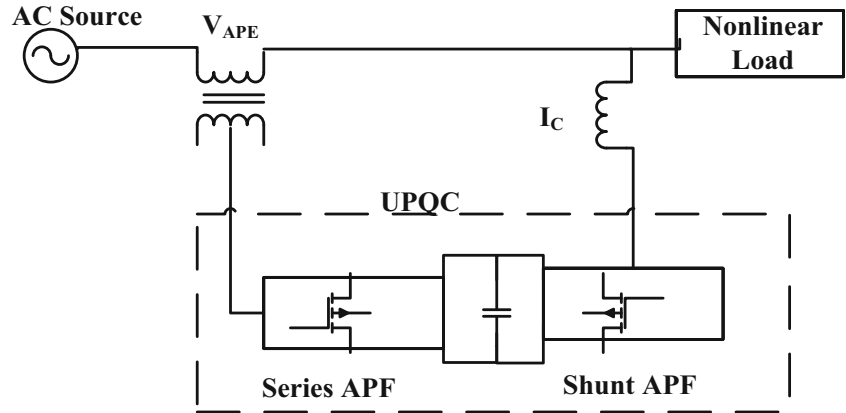 AC Source
V_APE
Nonlinear
Load
I_C
UPQC
Series APF
Shunt APF